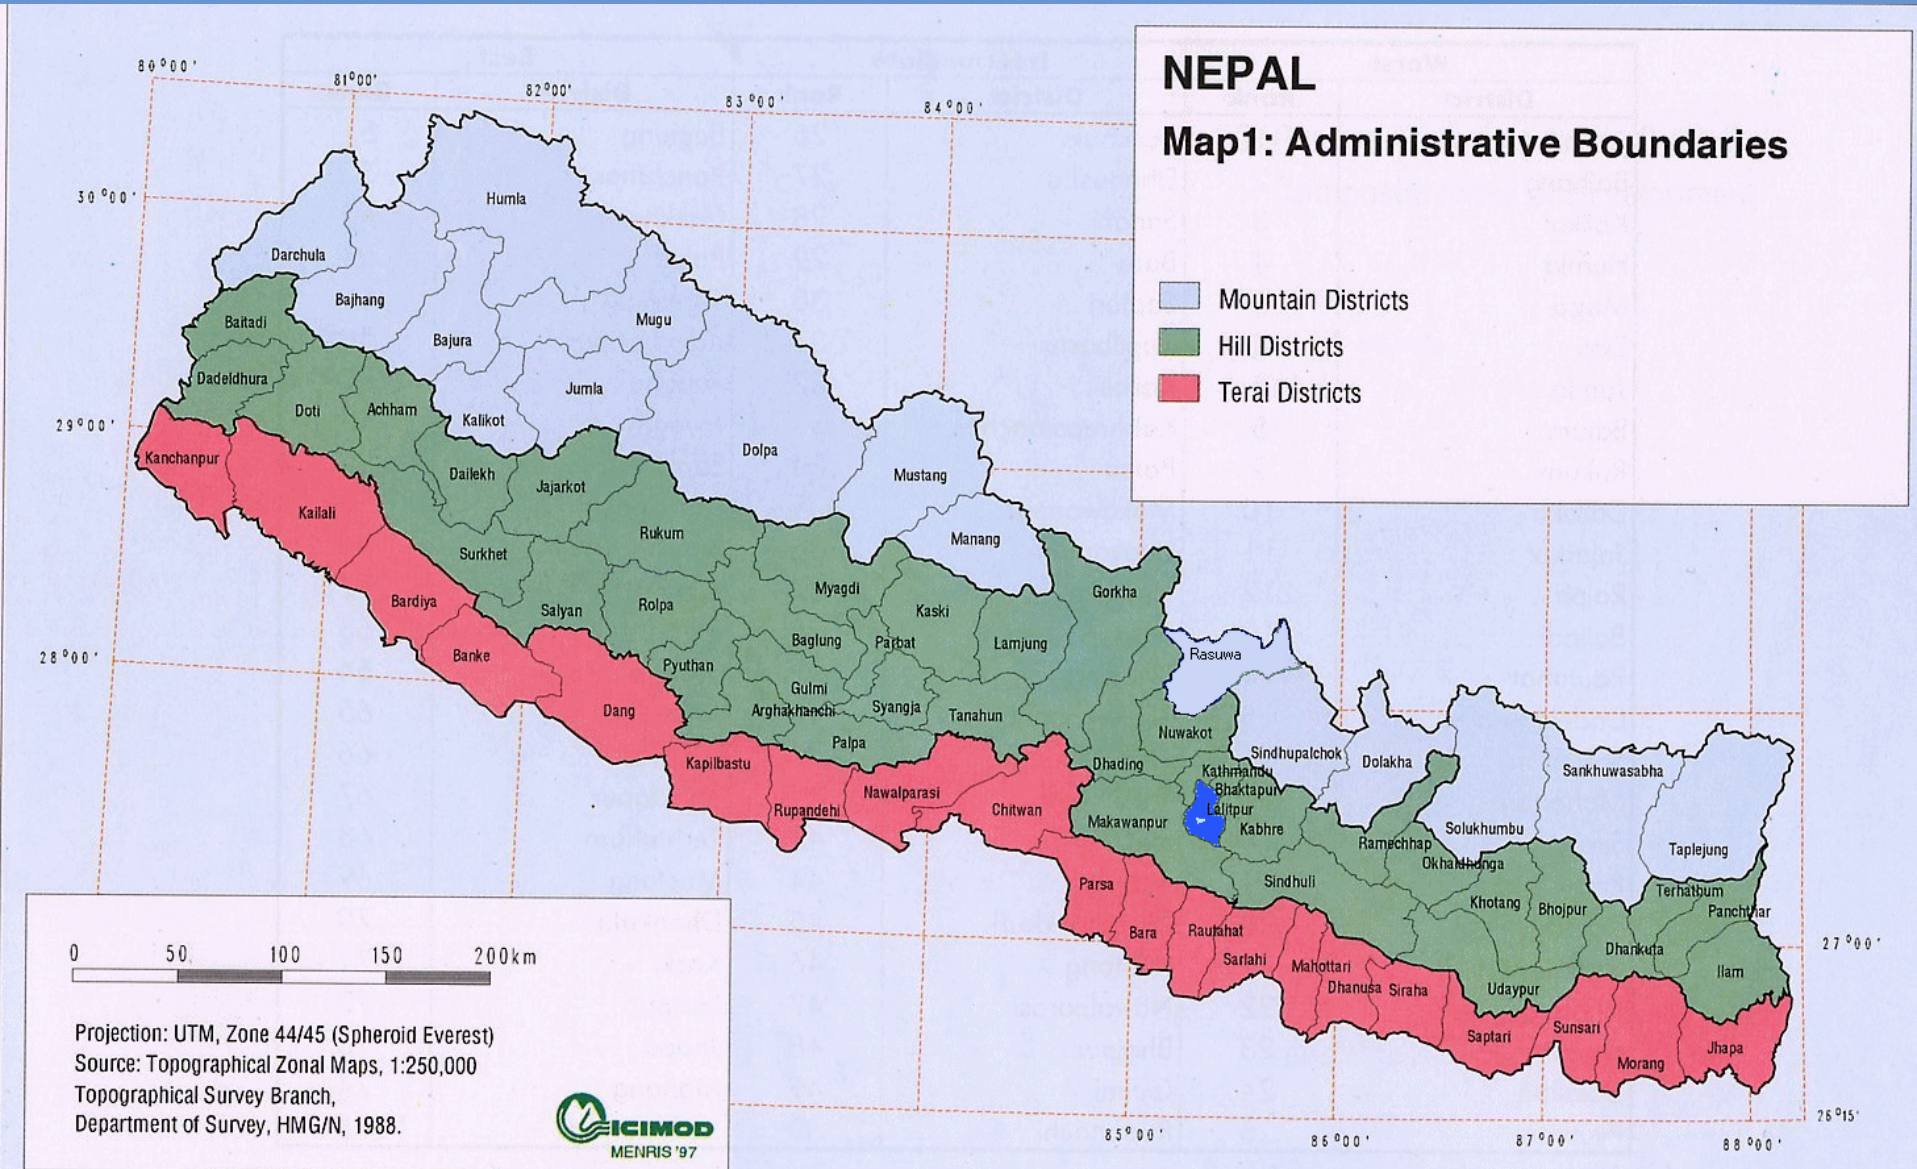 NEPAL
Map1: Administrative Boundaries
Mountain Districts
Hill Districts
Terai Districts
80°00'
81°00'
82°00'
83°00'
84°00'
30°00'
29°00'
28°00'
Humla
Darchula
Bajhang
Baitadi
Mugu
Bajura
Dadeldhura
Jumla
Doti
Achham
Kalikot
Dolpa
Kanchanpur
Dailekh
Jajarkot
Mustang
Kailali
Rukum
Manang
Surkhet
Myagdi
Gorkha
Bardiya
Salyan
Rolpa
Kaski
Baglung
Parbat
Lamjung
Banke
Pyuthan
Rasuwa
Gulmi
Dang
Arghakhanchi
Syangja
Tanahun
Palpa
Nuwakot
Kapilbastu
Dhading
Sindhupalchok
Dolakha
Kathmandu
Sankhuwasabha
Nawalparasi
Bhaktapur
Rupandehi
Chitwan
Lalitpur
Makawanpur
Kabhre
Solukhumbu
Ramechhap
Taplejung
Okhaldhunga
Parsa
Sindhuli
Terhathum
Khotang
Bhojpur
Panchthar
Bara
Rautahat
Dhankuta
Sarlahi
Mahottari
Ilam
Dhanusa
Siraha
Udaypur
Saptari
Sunsari
Morang
Jhapa
27°00'
26°15'
85°00'
86°00'
87°00'
88°00'
0 50 100 150 200km
Projection: UTM, Zone 44/45 (Spheroid Everest)
Source: Topographical Zonal Maps, 1:250,000
Topographical Survey Branch,
Department of Survey, HMG/N, 1988.
ICIMOD
MENRIS '97